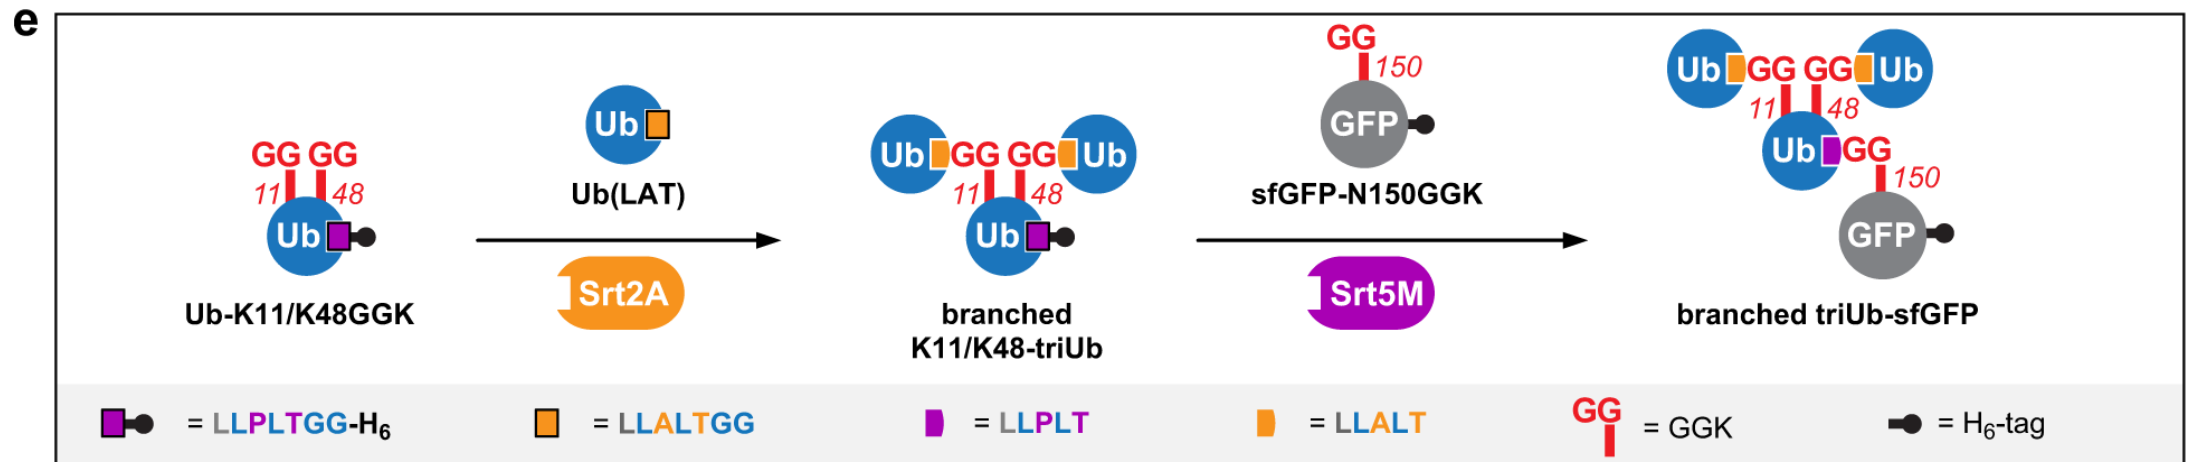 e
GG GG
11 48
Ub
Ub-K11/K48GGK
Ub
Ub(LAT)
Srt2A
Ub GG GG Ub
11 48
Ub
branched
K11/K48-triUb
GG
150
GFP
sfGFP-N150GGK
Srt5M
Ub GG GG Ub
11 48
Ub GG
150
GFP
branched triUb-sfGFP
= LLPLTGG-H₆
= LLALTGG
= LLPLT
= LLALT
GG
= GGK
= H₆-tag